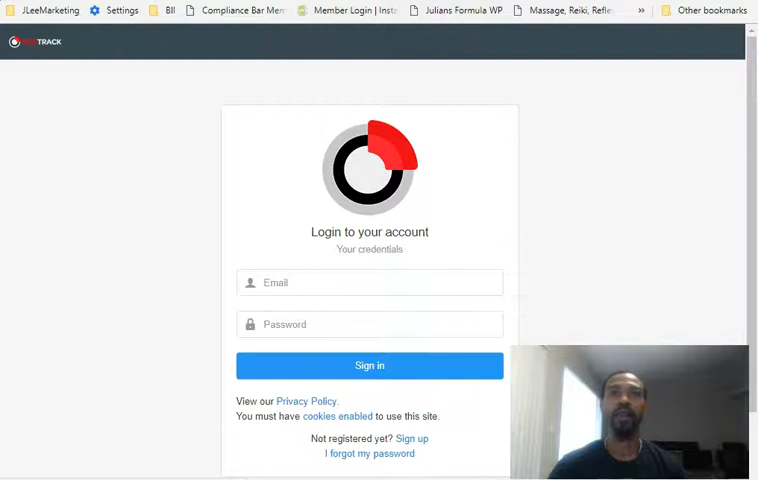 JLeeMarketing Settings BII Compliance Bar Mem Member Login | Insta Julians Formula WP Massage, Reiki, Refle » Other bookmarks
TRACK
Login to your account
Your credentials
Email
Password
Sign in
View our Privacy Policy.
You must have cookies enabled to use this site.
Not registered yet? Sign up
I forgot my password